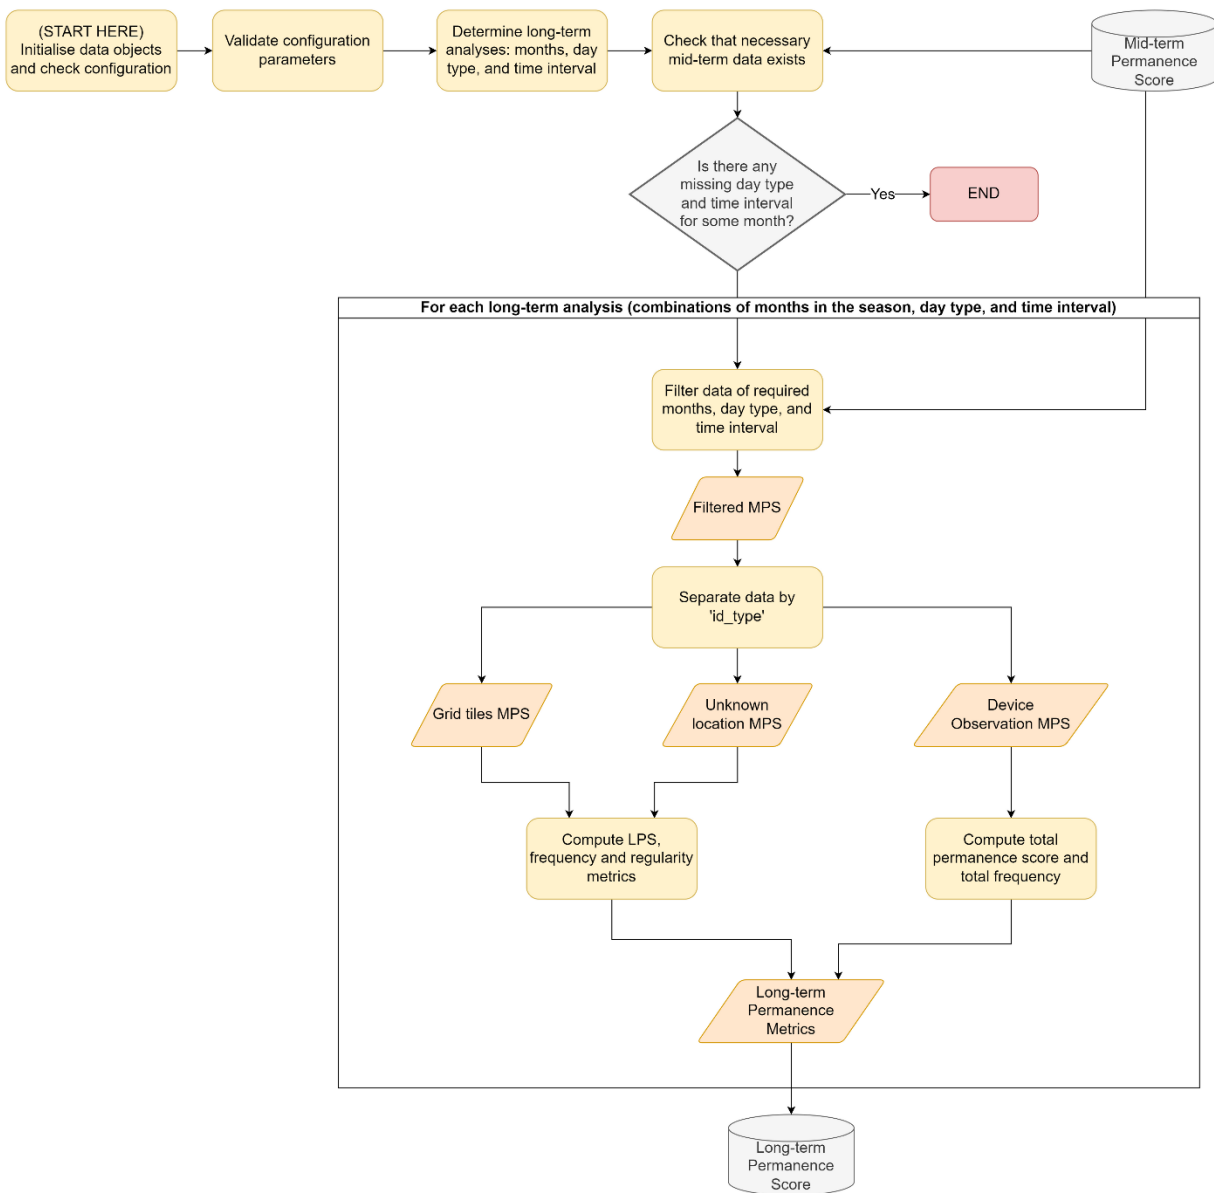 (START HERE)
Initialise data objects
and check configuration
Validate configuration
parameters
Determine long-term
analyses: months, day
type, and time interval
Check that necessary
mid-term data exists
Mid-term
Permanence
Score
Is there any
missing day type
and time interval
for some month?
Yes
END
For each long-term analysis (combinations of months in the season, day type, and time interval)
Filter data of required
months, day type, and
time interval
Filtered MPS
Separate data by
'id_type'
Grid tiles MPS
Unknown
location MPS
Device
Observation MPS
Compute LPS,
frequency and regularity
metrics
Compute total
permanence score and
total frequency
Long-term
Permanence
Metrics
Long-term
Permanence
Score